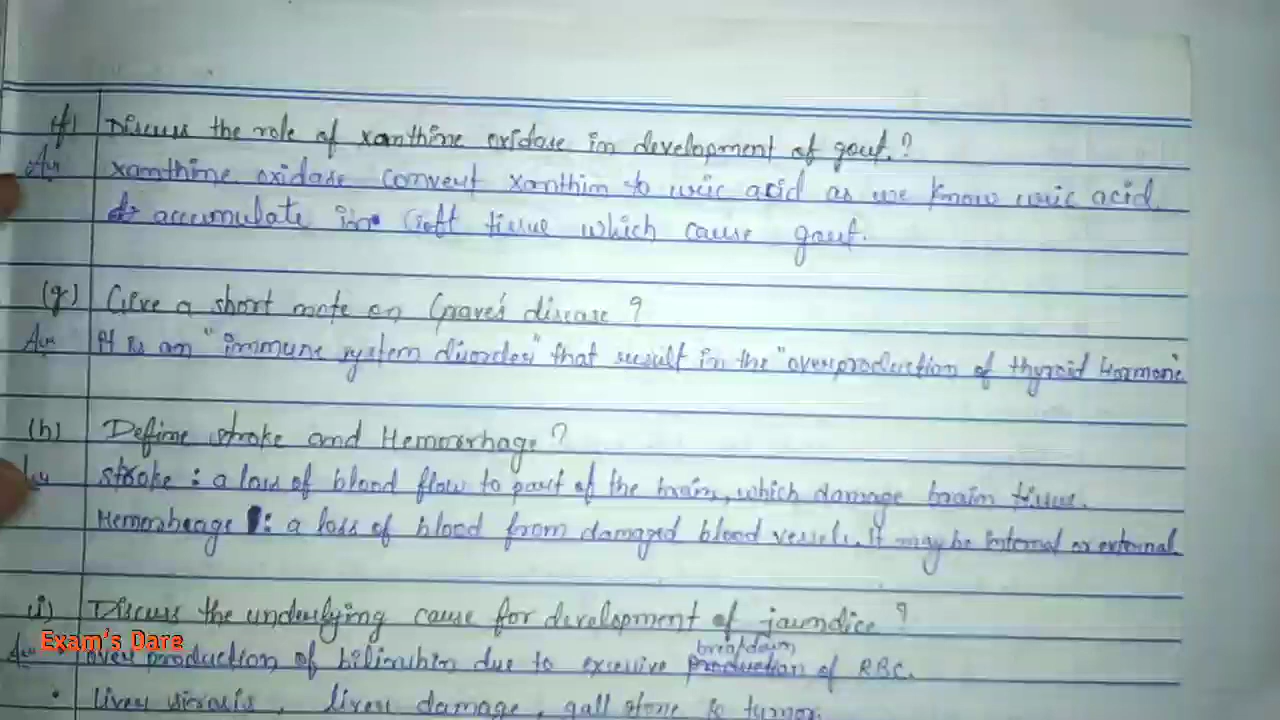 (f) Discuss the role of xanthine oxidase in development of gout.?
Ans xanthine oxidase convert xanthin to uric acid as we know uric acid
accumulate in soft tissue which cause gout.
(g) Give a short note on Grave's disease ?
Ans It is an "immune system disorder" that result in the "overproduction of thyroid Hormone
(h) Define stroke and Hemorrhage ?
Ans stroke : a loss of blood flow to part of the brain, which damage brain tissue.
Hemorrheage : a loss of blood from damaged blood vessels. it may be internal or external
(i) Discuss the underlying cause for development of jaundice ?
Exam's Dare
breakdown
Ans • over production of bilirubin due to excessive production of RBC.
• liver sirosis, liver damage, gall stone & tumor.